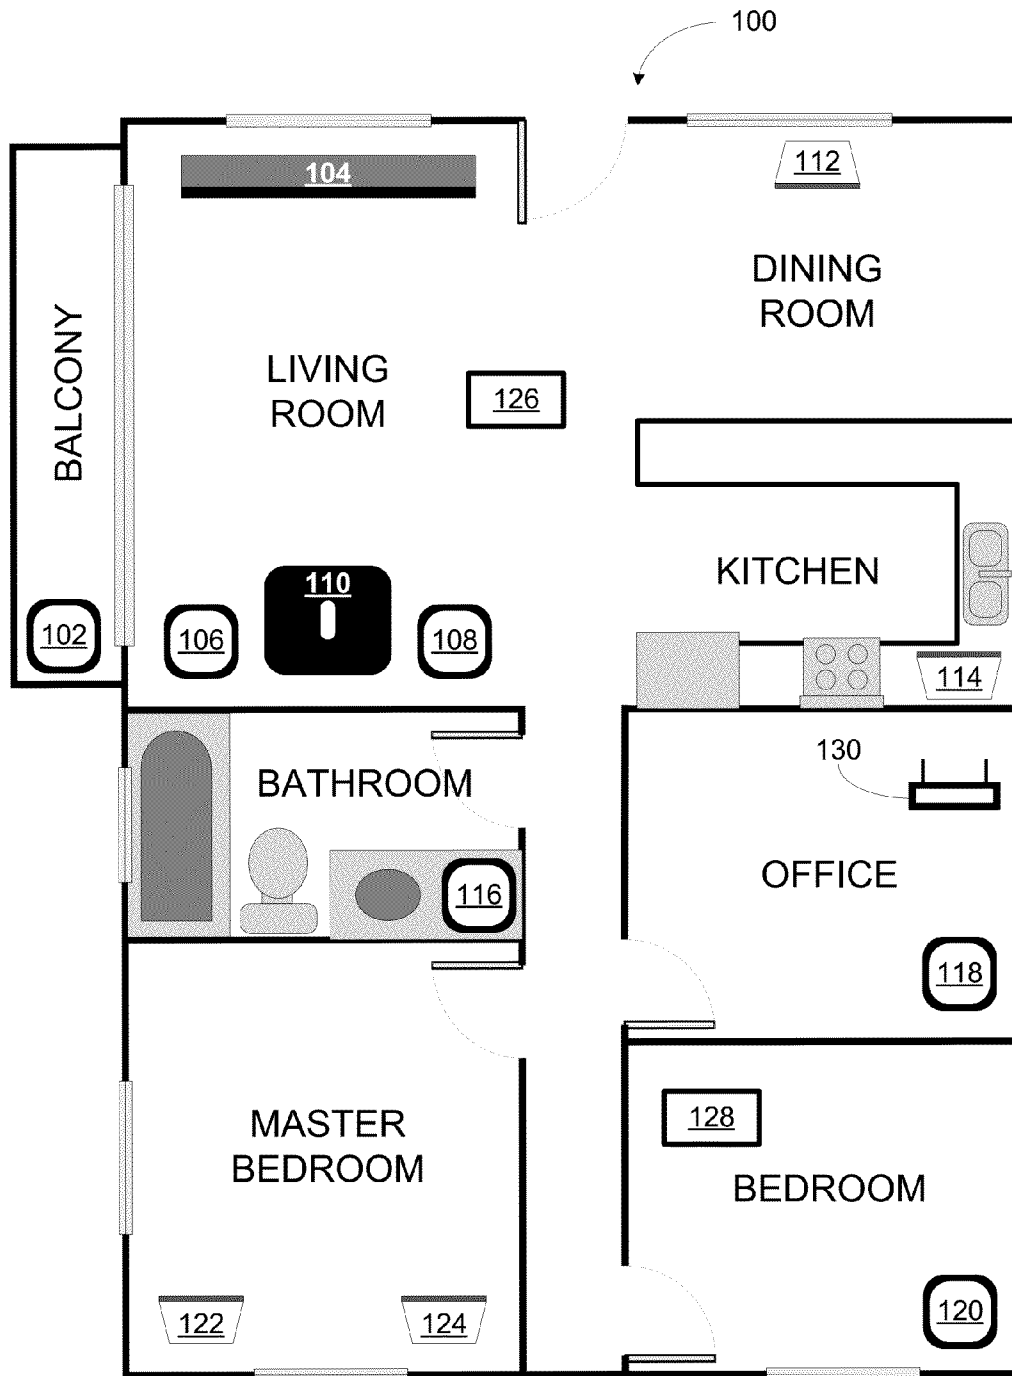 100
104
112
DINING
ROOM
BALCONY
LIVING
ROOM
126
KITCHEN
110
102
106
108
114
BATHROOM
130
OFFICE
116
118
MASTER
BEDROOM
128
BEDROOM
122
124
120